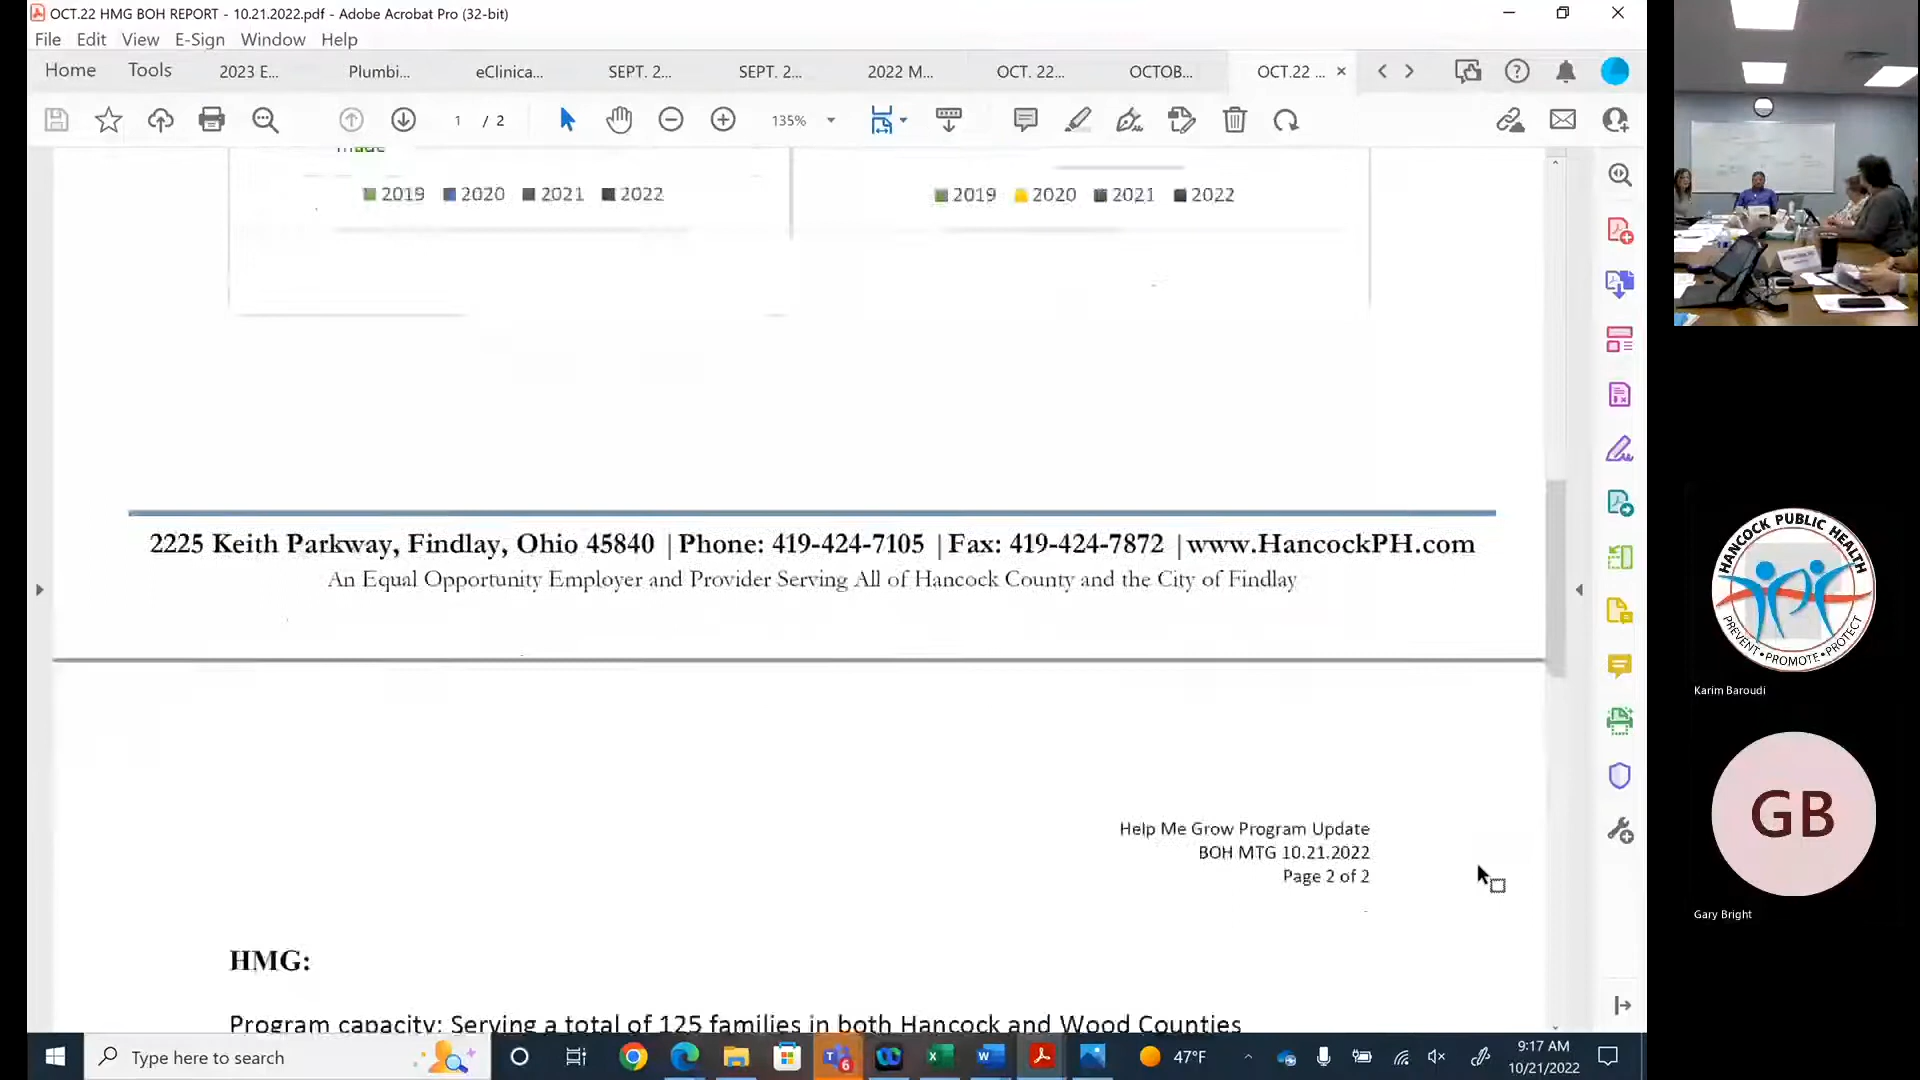 OCT.22 HMG BOH REPORT - 10.21.2022.pdf - Adobe Acrobat Pro (32-bit)
File Edit View E-Sign Window Help
Home Tools 2023 E... Plumbi... eClinica... SEPT. 2... SEPT. 2... 2022 M... OCT. 22... OCTOB... OCT.22 ...
1 / 2 135%
made
2019 2020 2021 2022
2019 2020 2021 2022
2225 Keith Parkway, Findlay, Ohio 45840 | Phone: 419-424-7105 | Fax: 419-424-7872 | www.HancockPH.com
An Equal Opportunity Employer and Provider Serving All of Hancock County and the City of Findlay
Help Me Grow Program Update
BOH MTG 10.21.2022
Page 2 of 2
HMG:
Program capacity: Serving a total of 125 families in both Hancock and Wood Counties
HANCOCK PUBLIC HEALTH
PREVENT • PROMOTE • PROTECT
Karim Baroudi
GB
Gary Bright
Type here to search
6
47°F
9:17 AM
10/21/2022